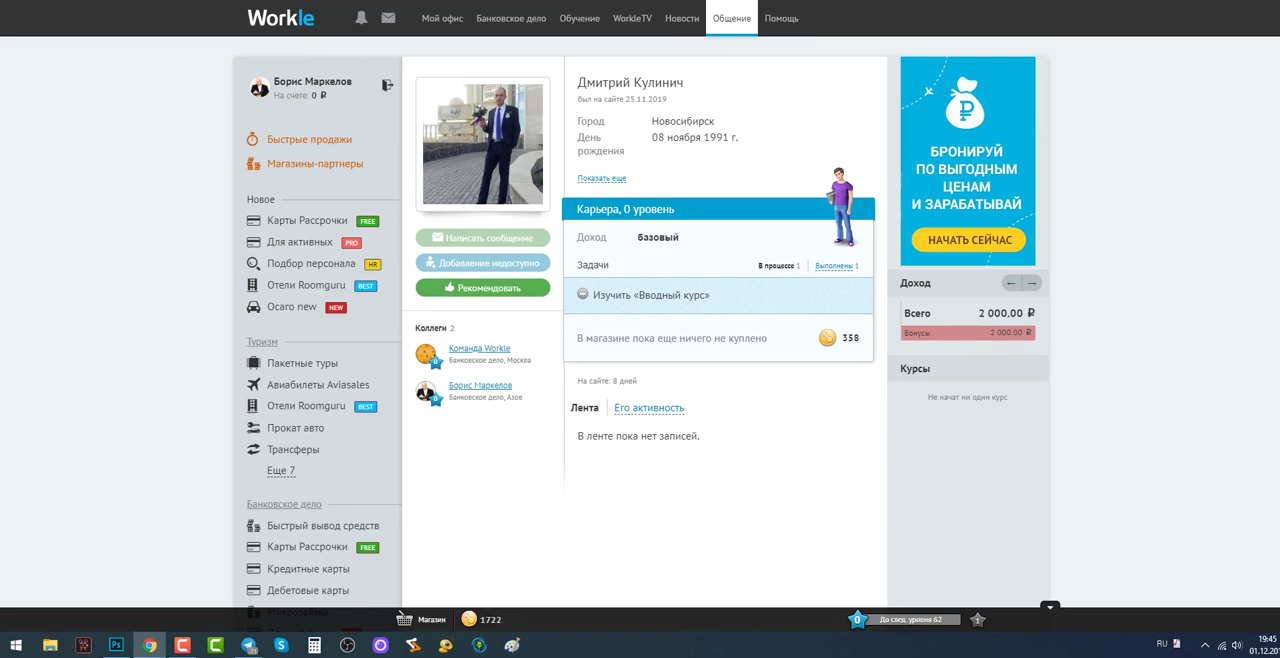 Workle
Мой офис
Банковское дело
Обучение
WorkleTV
Новости
Общение
Помощь
Борис Маркелов
На счете: 0 ₽
Быстрые продажи
Магазины-партнеры
Новое
Карты Рассрочки FREE
Для активных PRO
Подбор персонала HR
Отели Roomguru BEST
Осаго new NEW
Туризм
Пакетные туры
Авиабилеты Aviasales
Отели Roomguru BEST
Прокат авто
Трансферы
Еще 7
Банковское дело
Быстрый вывод средств
Карты Рассрочки FREE
Кредитные карты
Дебетовые карты
Написать сообщение
Добавление недоступно
Рекомендовать
Коллеги 2
Команда Workle
Банковское дело, Москва
Борис Маркелов
Банковское дело, Азов
Дмитрий Кулинич
был на сайте 25.11.2019
Город Новосибирск
День рождения 08 ноября 1991 г.
Показать еще
Карьера, 0 уровень
Доход базовый
Задачи В процессе 1 Выполнены 1
Изучить «Вводный курс»
В магазине пока еще ничего не куплено 358
На сайте: 8 дней
Лента Его активность
В ленте пока нет записей.
БРОНИРУЙ
ПО ВЫГОДНЫМ
ЦЕНАМ
И ЗАРАБАТЫВАЙ
НАЧАТЬ СЕЙЧАС
Доход
Всего 2 000,00 ₽
Бонусы 2 000,00 ₽
Курсы
Не начат ни один курс
Магазин 1722
0 До след. уровня 62 1
RU
19:45
01.12.20